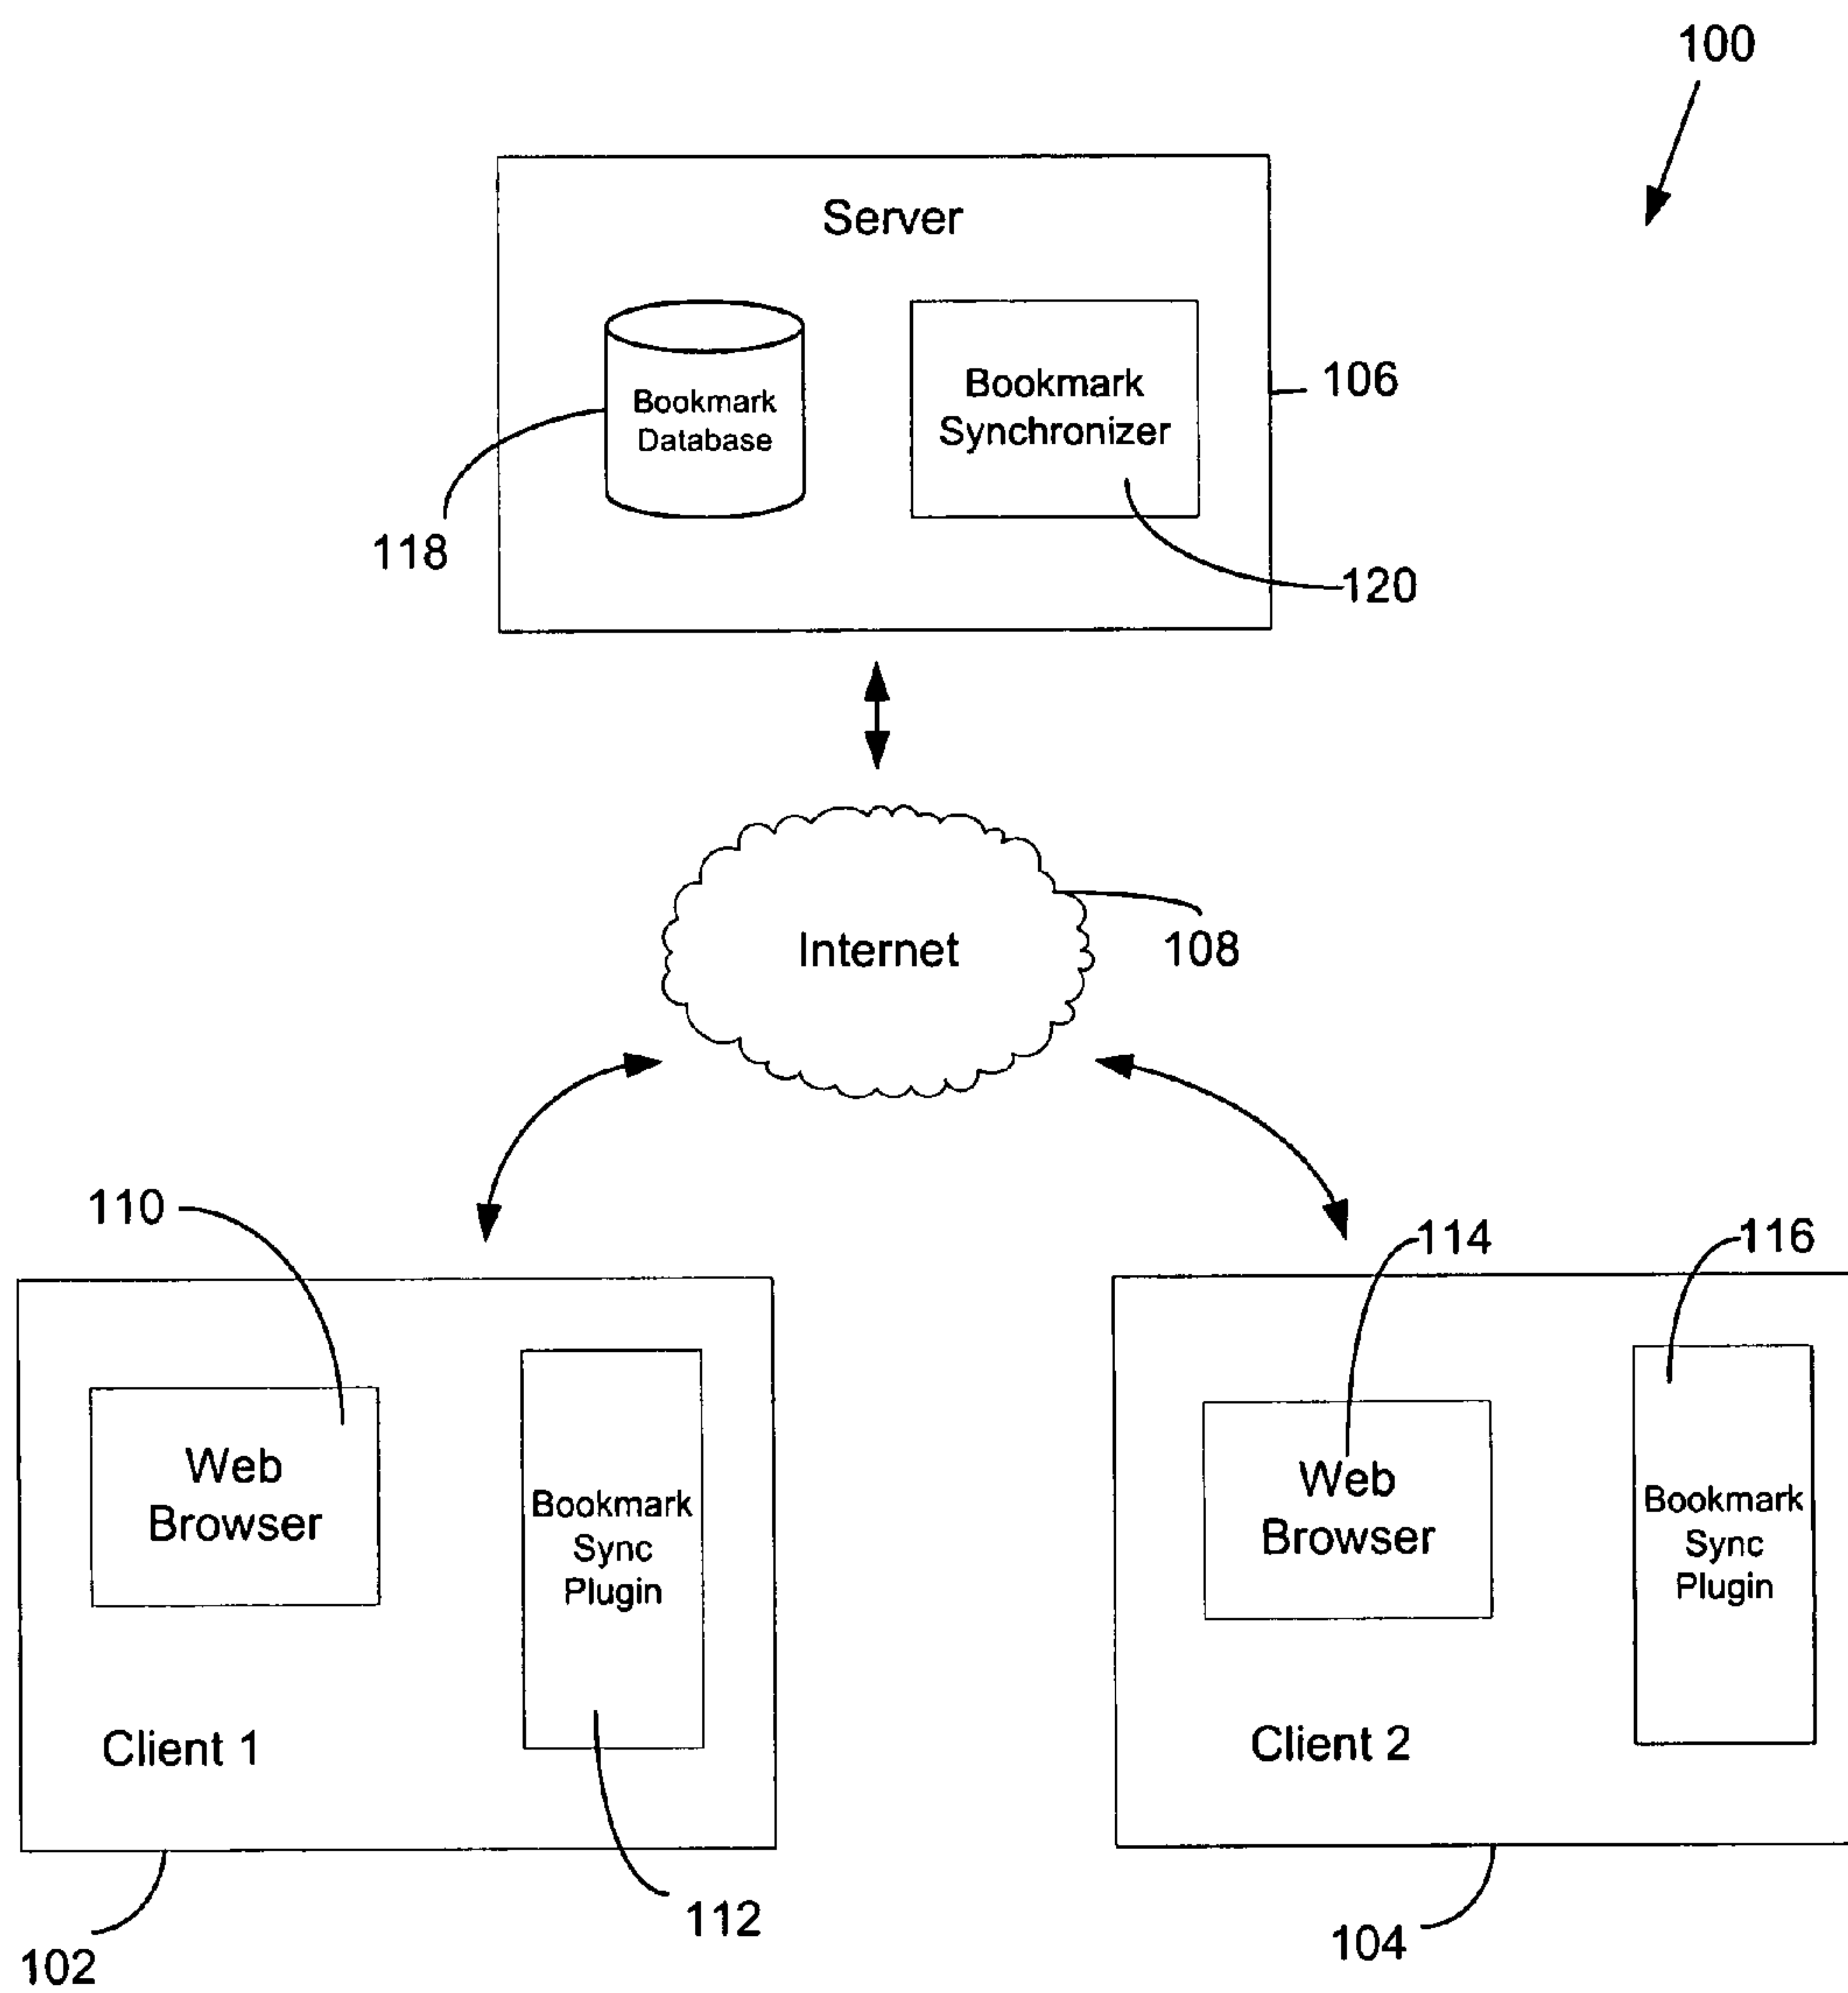 100
Server
Bookmark
Database
Bookmark
Synchronizer
106
118
120
Internet
108
110
114
116
Web
Browser
Bookmark
Sync
Plugin
Client 1
Web
Browser
Bookmark
Sync
Plugin
Client 2
102
112
104